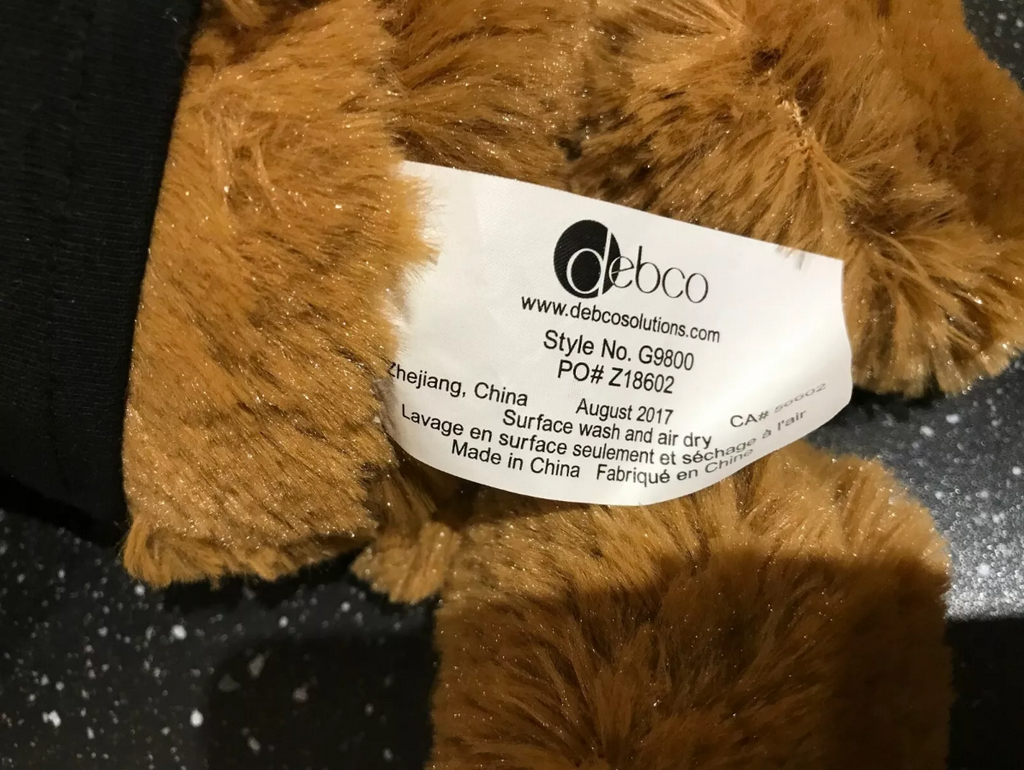 debco
www.debcosolutions.com
Style No. G9800
PO# Z18602
Zhejiang, China August 2017 CA#
Surface wash and air dry
Lavage en surface seulement et séchage à l'air
Made in China Fabriqué en Chine